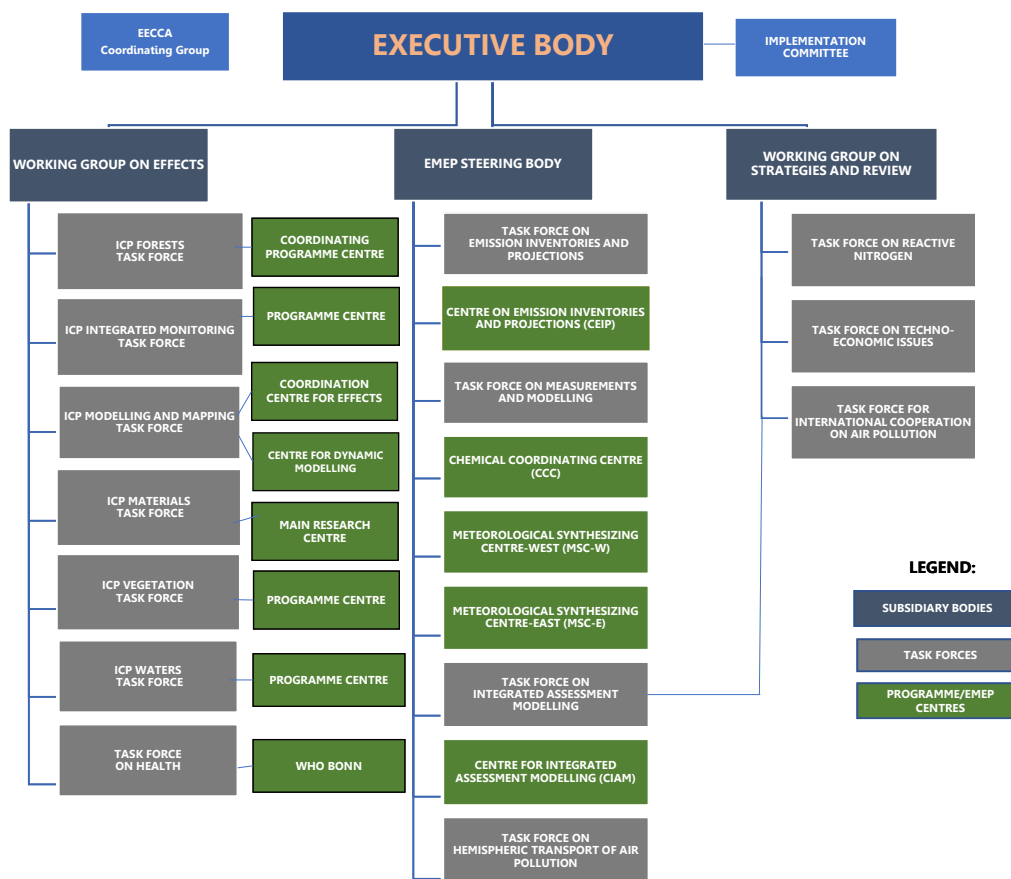 EECCA
Coordinating Group
EXECUTIVE BODY
IMPLEMENTATION
COMMITTEE
WORKING GROUP ON EFFECTS
ICP FORESTS
TASK FORCE
COORDINATING
PROGRAMME CENTRE
ICP INTEGRATED MONITORING
TASK FORCE
PROGRAMME CENTRE
ICP MODELLING AND MAPPING
TASK FORCE
COORDINATION
CENTRE FOR EFFECTS
CENTRE FOR DYNAMIC
MODELLING
ICP MATERIALS
TASK FORCE
MAIN RESEARCH
CENTRE
ICP VEGETATION
TASK FORCE
PROGRAMME CENTRE
ICP WATERS
TASK FORCE
PROGRAMME CENTRE
TASK FORCE
ON HEALTH
WHO BONN
EMEP STEERING BODY
TASK FORCE ON
EMISSION INVENTORIES AND
PROJECTIONS
CENTRE ON EMISSION INVENTORIES
AND PROJECTIONS (CEIP)
TASK FORCE ON MEASUREMENTS
AND MODELLING
CHEMICAL COORDINATING CENTRE
(CCC)
METEOROLOGICAL SYNTHESIZING
CENTRE-WEST (MSC-W)
METEOROLOGICAL SYNTHESIZING
CENTRE-EAST (MSC-E)
TASK FORCE ON
INTEGRATED ASSESSMENT
MODELLING
CENTRE FOR INTEGRATED
ASSESSMENT MODELLING (CIAM)
TASK FORCE ON
HEMISPHERIC TRANSPORT OF AIR
POLLUTION
WORKING GROUP ON
STRATEGIES AND REVIEW
TASK FORCE ON REACTIVE
NITROGEN
TASK FORCE ON TECHNO-
ECONOMIC ISSUES
TASK FORCE FOR
INTERNATIONAL COOPERATION
ON AIR POLLUTION
LEGEND:
SUBSIDIARY BODIES
TASK FORCES
PROGRAMME/EMEP
CENTRES